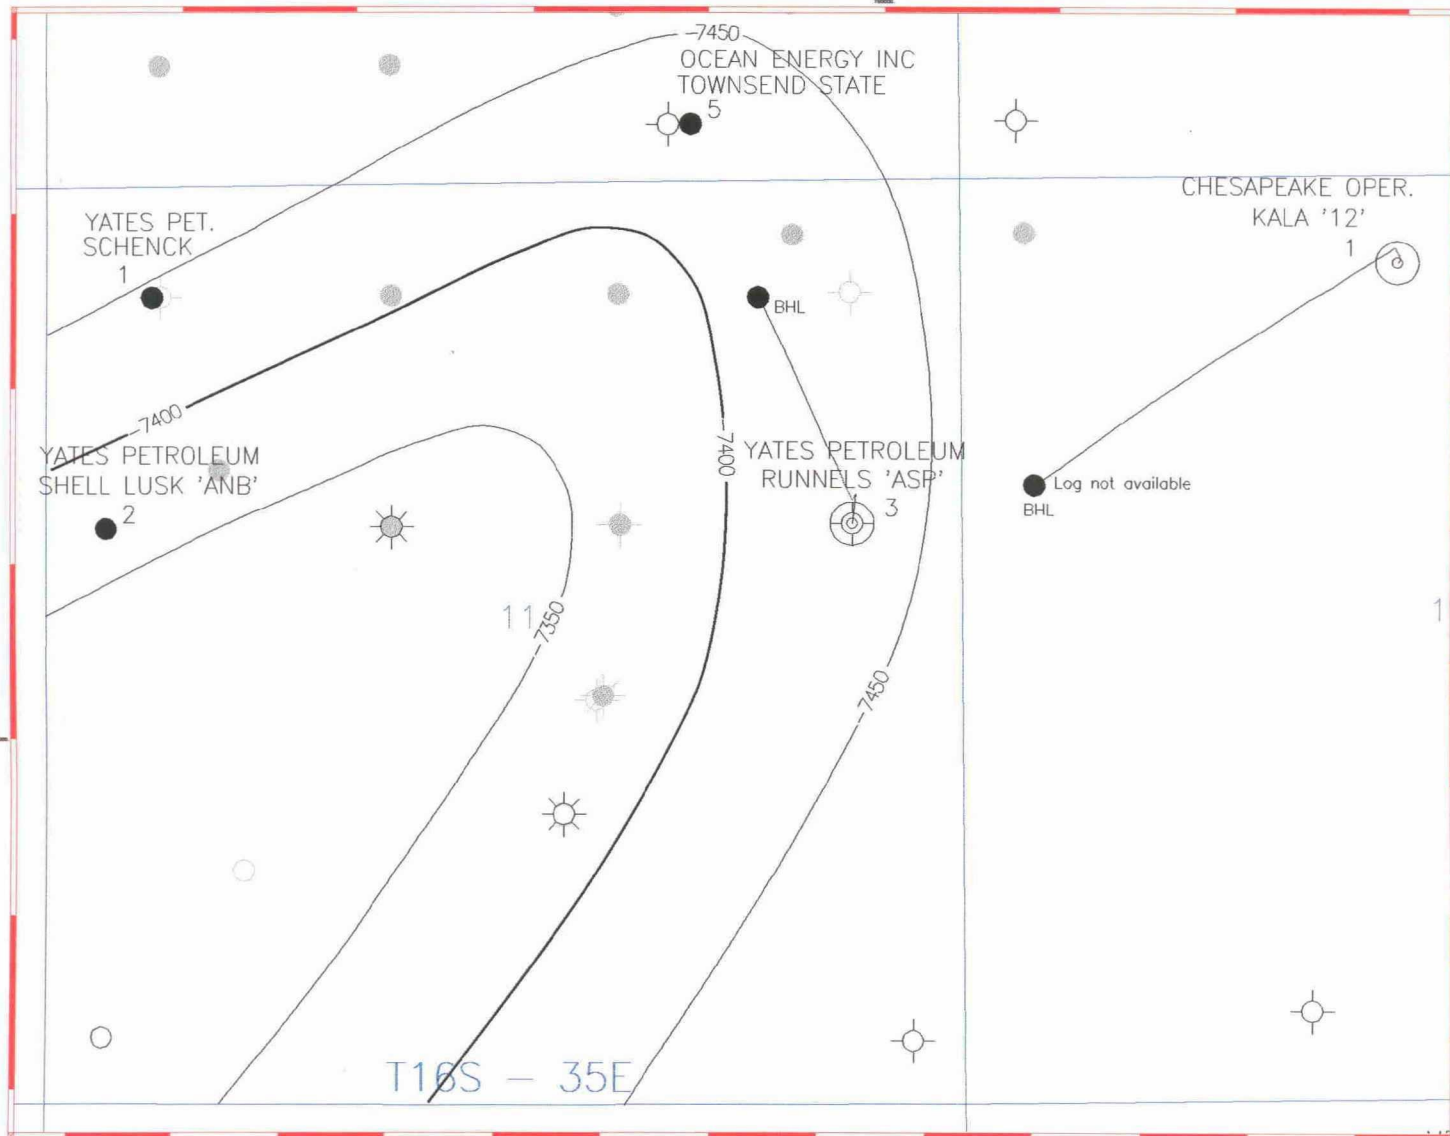 -7450
OCEAN ENERGY INC
TOWNSEND STATE
5
CHESAPEAKE OPER.
KALA '12'
1
YATES PET.
SCHENCK
1
BHL
-7400
YATES PETROLEUM
SHELL LUSK 'ANB'
2
-7400
YATES PETROLEUM
RUNNELS 'ASP'
3
Log not available
BHL
11
-7350
1
-7450
T16S - 35E